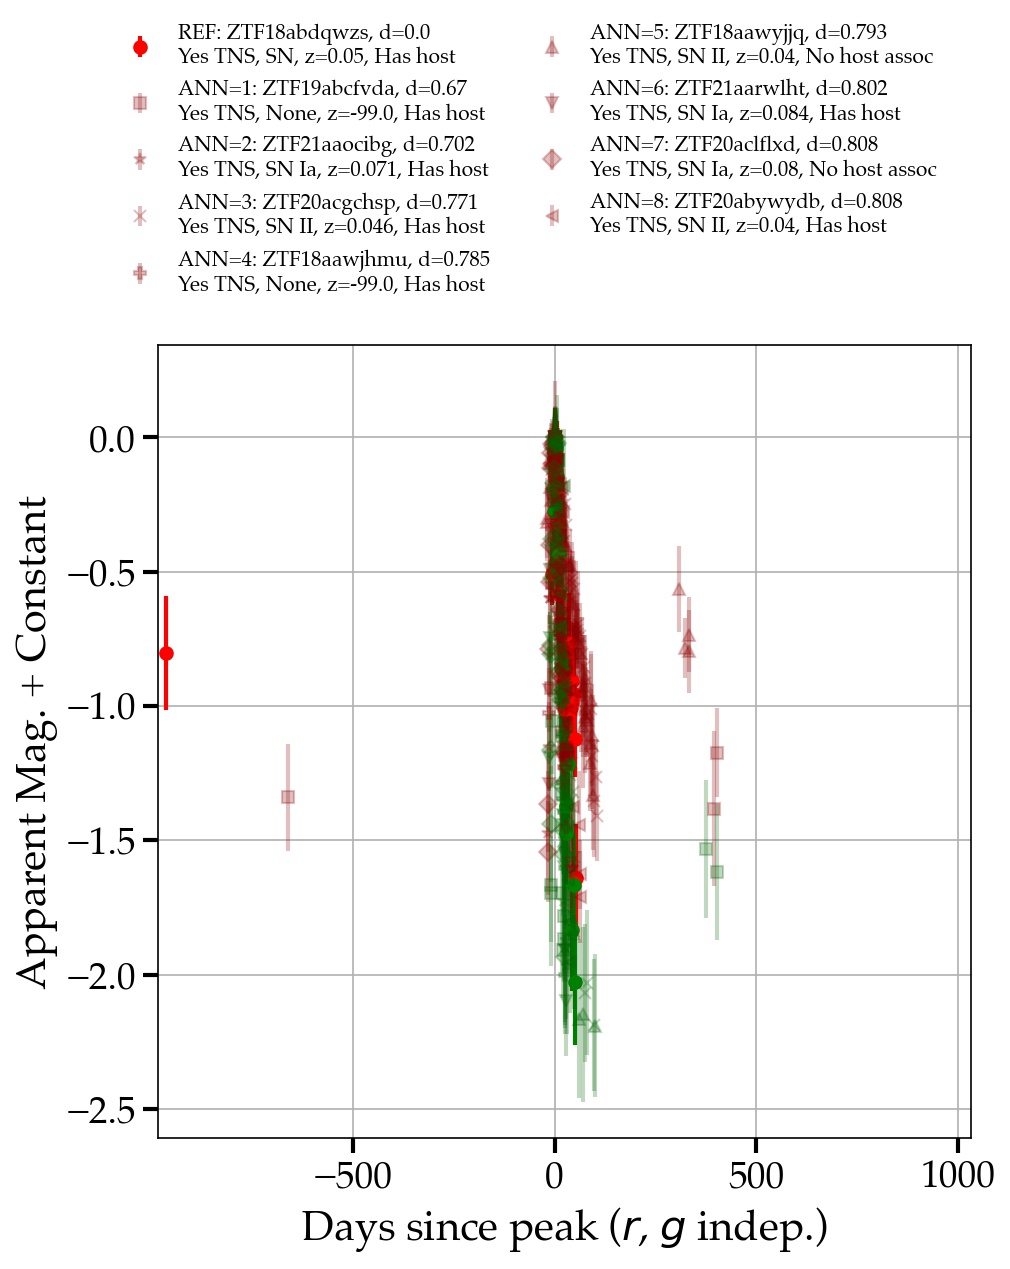 REF: ZTF18abdqwzs, d=0.0
Yes TNS, SN, z=0.05, Has host
ANN=1: ZTF19abcfvda, d=0.67
Yes TNS, None, z=-99.0, Has host
ANN=2: ZTF21aaocibg, d=0.702
Yes TNS, SN Ia, z=0.071, Has host
ANN=3: ZTF20acgchsp, d=0.771
Yes TNS, SN II, z=0.046, Has host
ANN=4: ZTF18aawjhmu, d=0.785
Yes TNS, None, z=-99.0, Has host
ANN=5: ZTF18aawyjjq, d=0.793
Yes TNS, SN II, z=0.04, No host assoc
ANN=6: ZTF21aarwlht, d=0.802
Yes TNS, SN Ia, z=0.084, Has host
ANN=7: ZTF20aclflxd, d=0.808
Yes TNS, SN Ia, z=0.08, No host assoc
ANN=8: ZTF20abywydb, d=0.808
Yes TNS, SN II, z=0.04, Has host
Apparent Mag. + Constant
0.0
−0.5
−1.0
−1.5
−2.0
−2.5
−500
0
500
1000
Days since peak (r, g indep.)